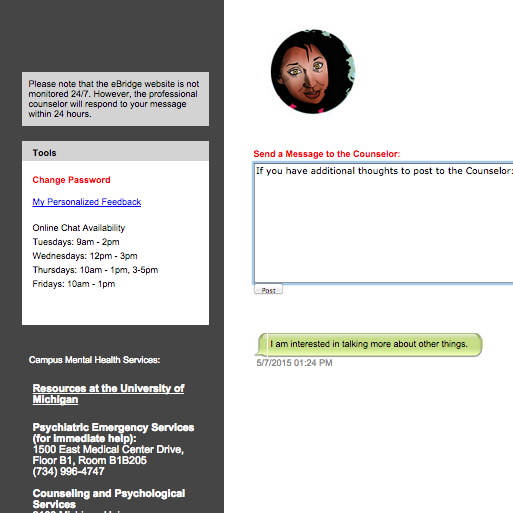 Please note that the eBridge website is not
monitored 24/7. However, the professional
counselor will respond to your message
within 24 hours.
Tools
Change Password
My Personalized Feedback
Online Chat Availability
Tuesdays: 9am - 2pm
Wednesdays: 12pm - 3pm
Thursdays: 10am - 1pm, 3-5pm
Fridays: 10am - 1pm
Campus Mental Health Services:
Resources at the University of
Michigan
Psychiatric Emergency Services
(for immediate help):
1500 East Medical Center Drive,
Floor B1, Room B1B205
(734) 996-4747
Counseling and Psychological
Services
Send a Message to the Counselor:
If you have additional thoughts to post to the Counselor:
Post
I am interested in talking more about other things.
5/7/2015 01:24 PM